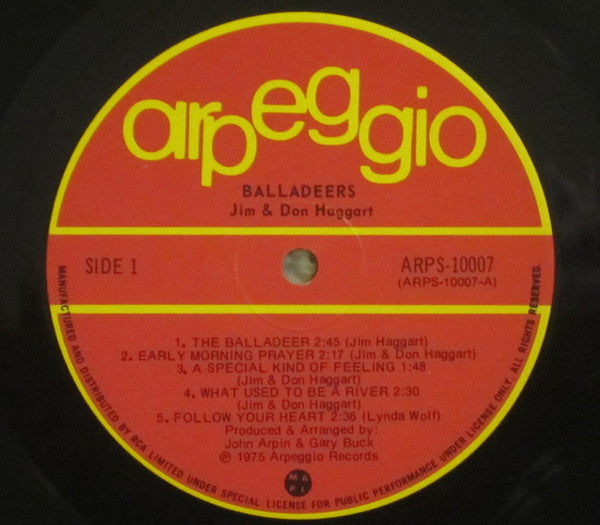 arpeggio
BALLADEERS
Jim & Don Haggart
SIDE 1
ARPS-10007
(ARPS-10007-A)
1. THE BALLADEER 2:45 (Jim Haggart)
2. EARLY MORNING PRAYER 2:17 (Jim & Don Haggart)
3. A SPECIAL KIND OF FEELING 1:48
(Jim & Don Haggart)
4. WHAT USED TO BE A RIVER 2:30
(Jim & Don Haggart)
5. FOLLOW YOUR HEART 2:36 (Lynda Wolf)
Produced & Arranged by:
John Arpin & Gary Buck
℗ 1975 Arpeggio Records
MAPL
MANUFACTURED AND DISTRIBUTED BY RCA LIMITED UNDER SPECIAL LICENSE FOR PUBLIC PERFORMANCE UNDER LICENSE ONLY. ALL RIGHTS RESERVED.